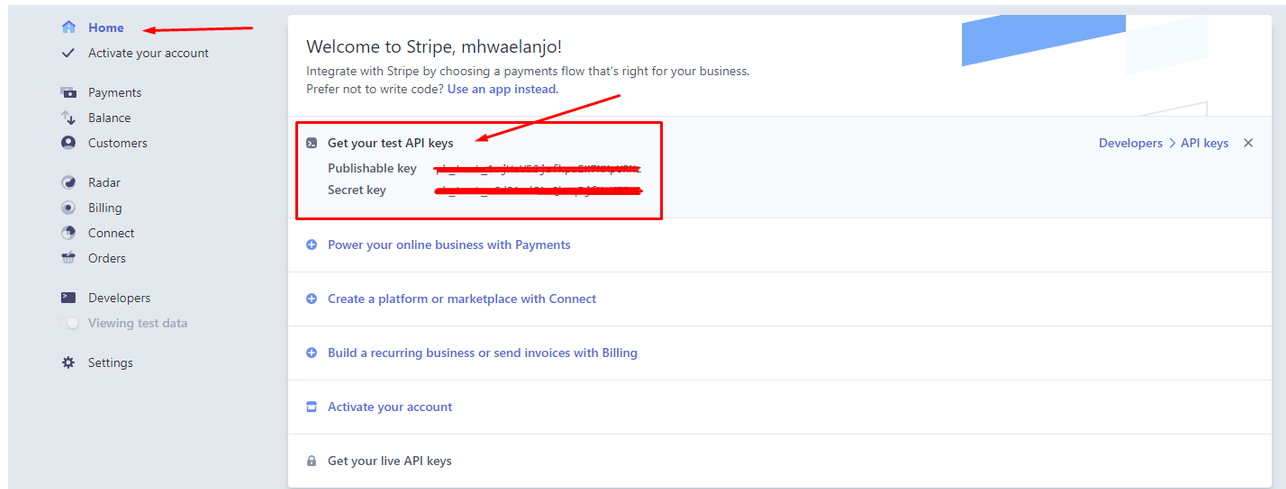 Home
Activate your account
Payments
Balance
Customers
Radar
Billing
Connect
Orders
Developers
Viewing test data
Settings
Welcome to Stripe, mhwaelanjo!
Integrate with Stripe by choosing a payments flow that's right for your business.
Prefer not to write code? Use an app instead.
Get your test API keys
Developers > API keys
Publishable key
Secret key
Power your online business with Payments
Create a platform or marketplace with Connect
Build a recurring business or send invoices with Billing
Activate your account
Get your live API keys